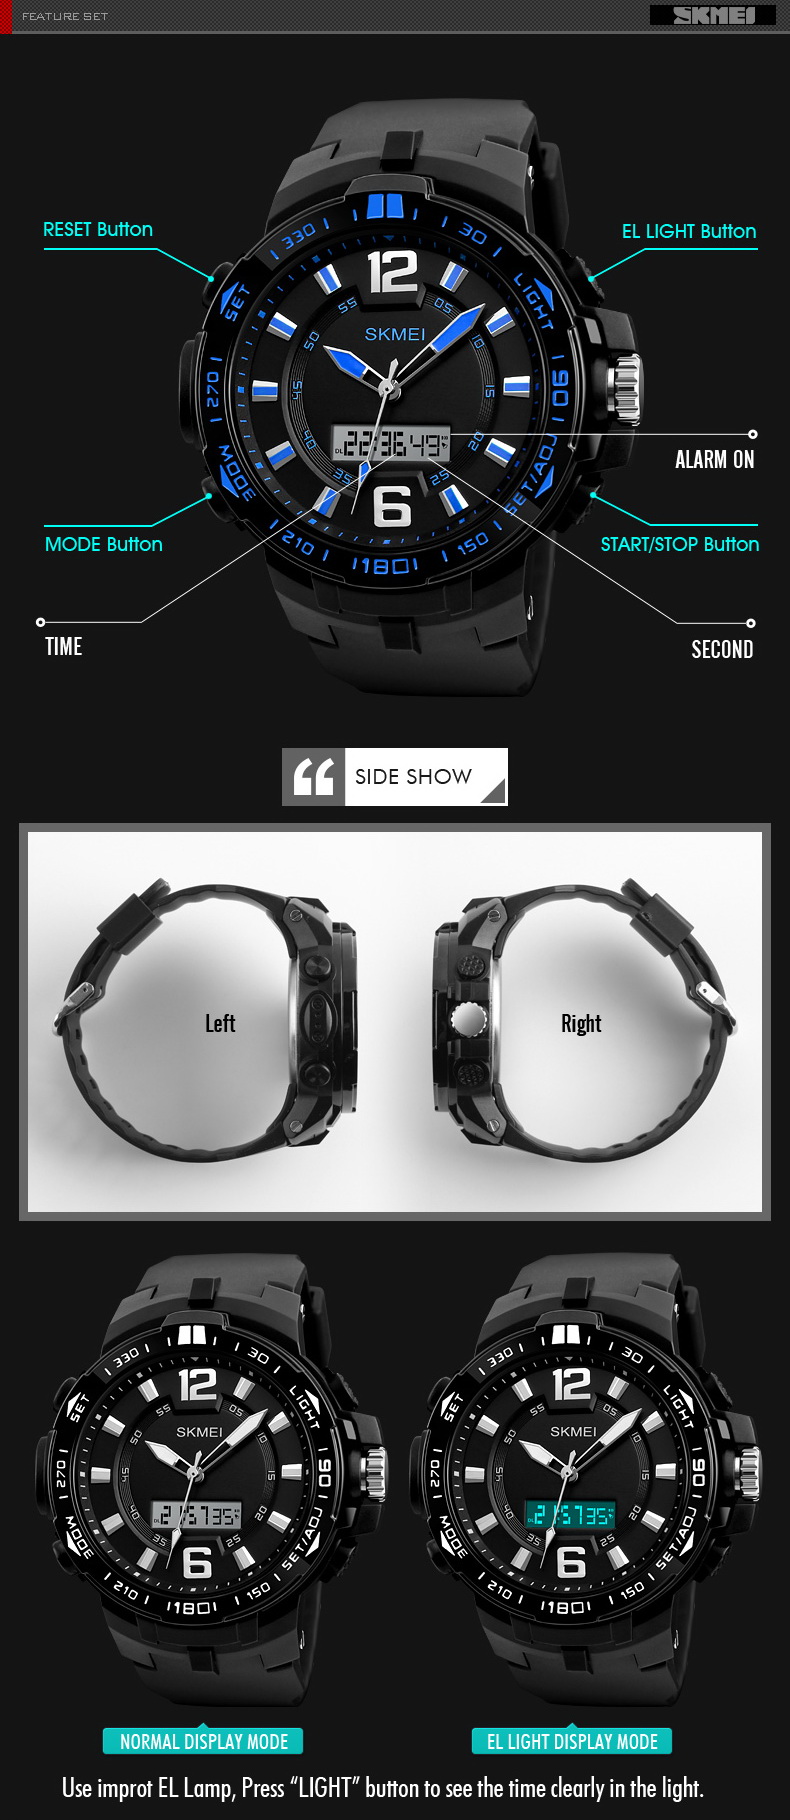 FEATURE SET
SKMEI
RESET Button
EL LIGHT Button
330
30
SET
LIGHT
12
55
05
SKMEI
50
10
270
45
15
90
40
20
DL
22:36 49
ALARM ON
35
25
MODE
SET/ADJ
6
MODE Button
START/STOP Button
210
180
150
TIME
SECOND
SIDE SHOW
Left
Right
330
30
SET
LIGHT
12
55
05
SKMEI
50
10
270
45
15
90
40
20
35
35
25
MODE
SET/ADJ
6
210
180
150
330
30
SET
LIGHT
12
55
05
SKMEI
50
10
270
45
15
90
40
20
35
35
25
MODE
SET/ADJ
6
210
180
150
NORMAL DISPLAY MODE
EL LIGHT DISPLAY MODE
Use improt EL Lamp, Press “LIGHT” button to see the time clearly in the light.